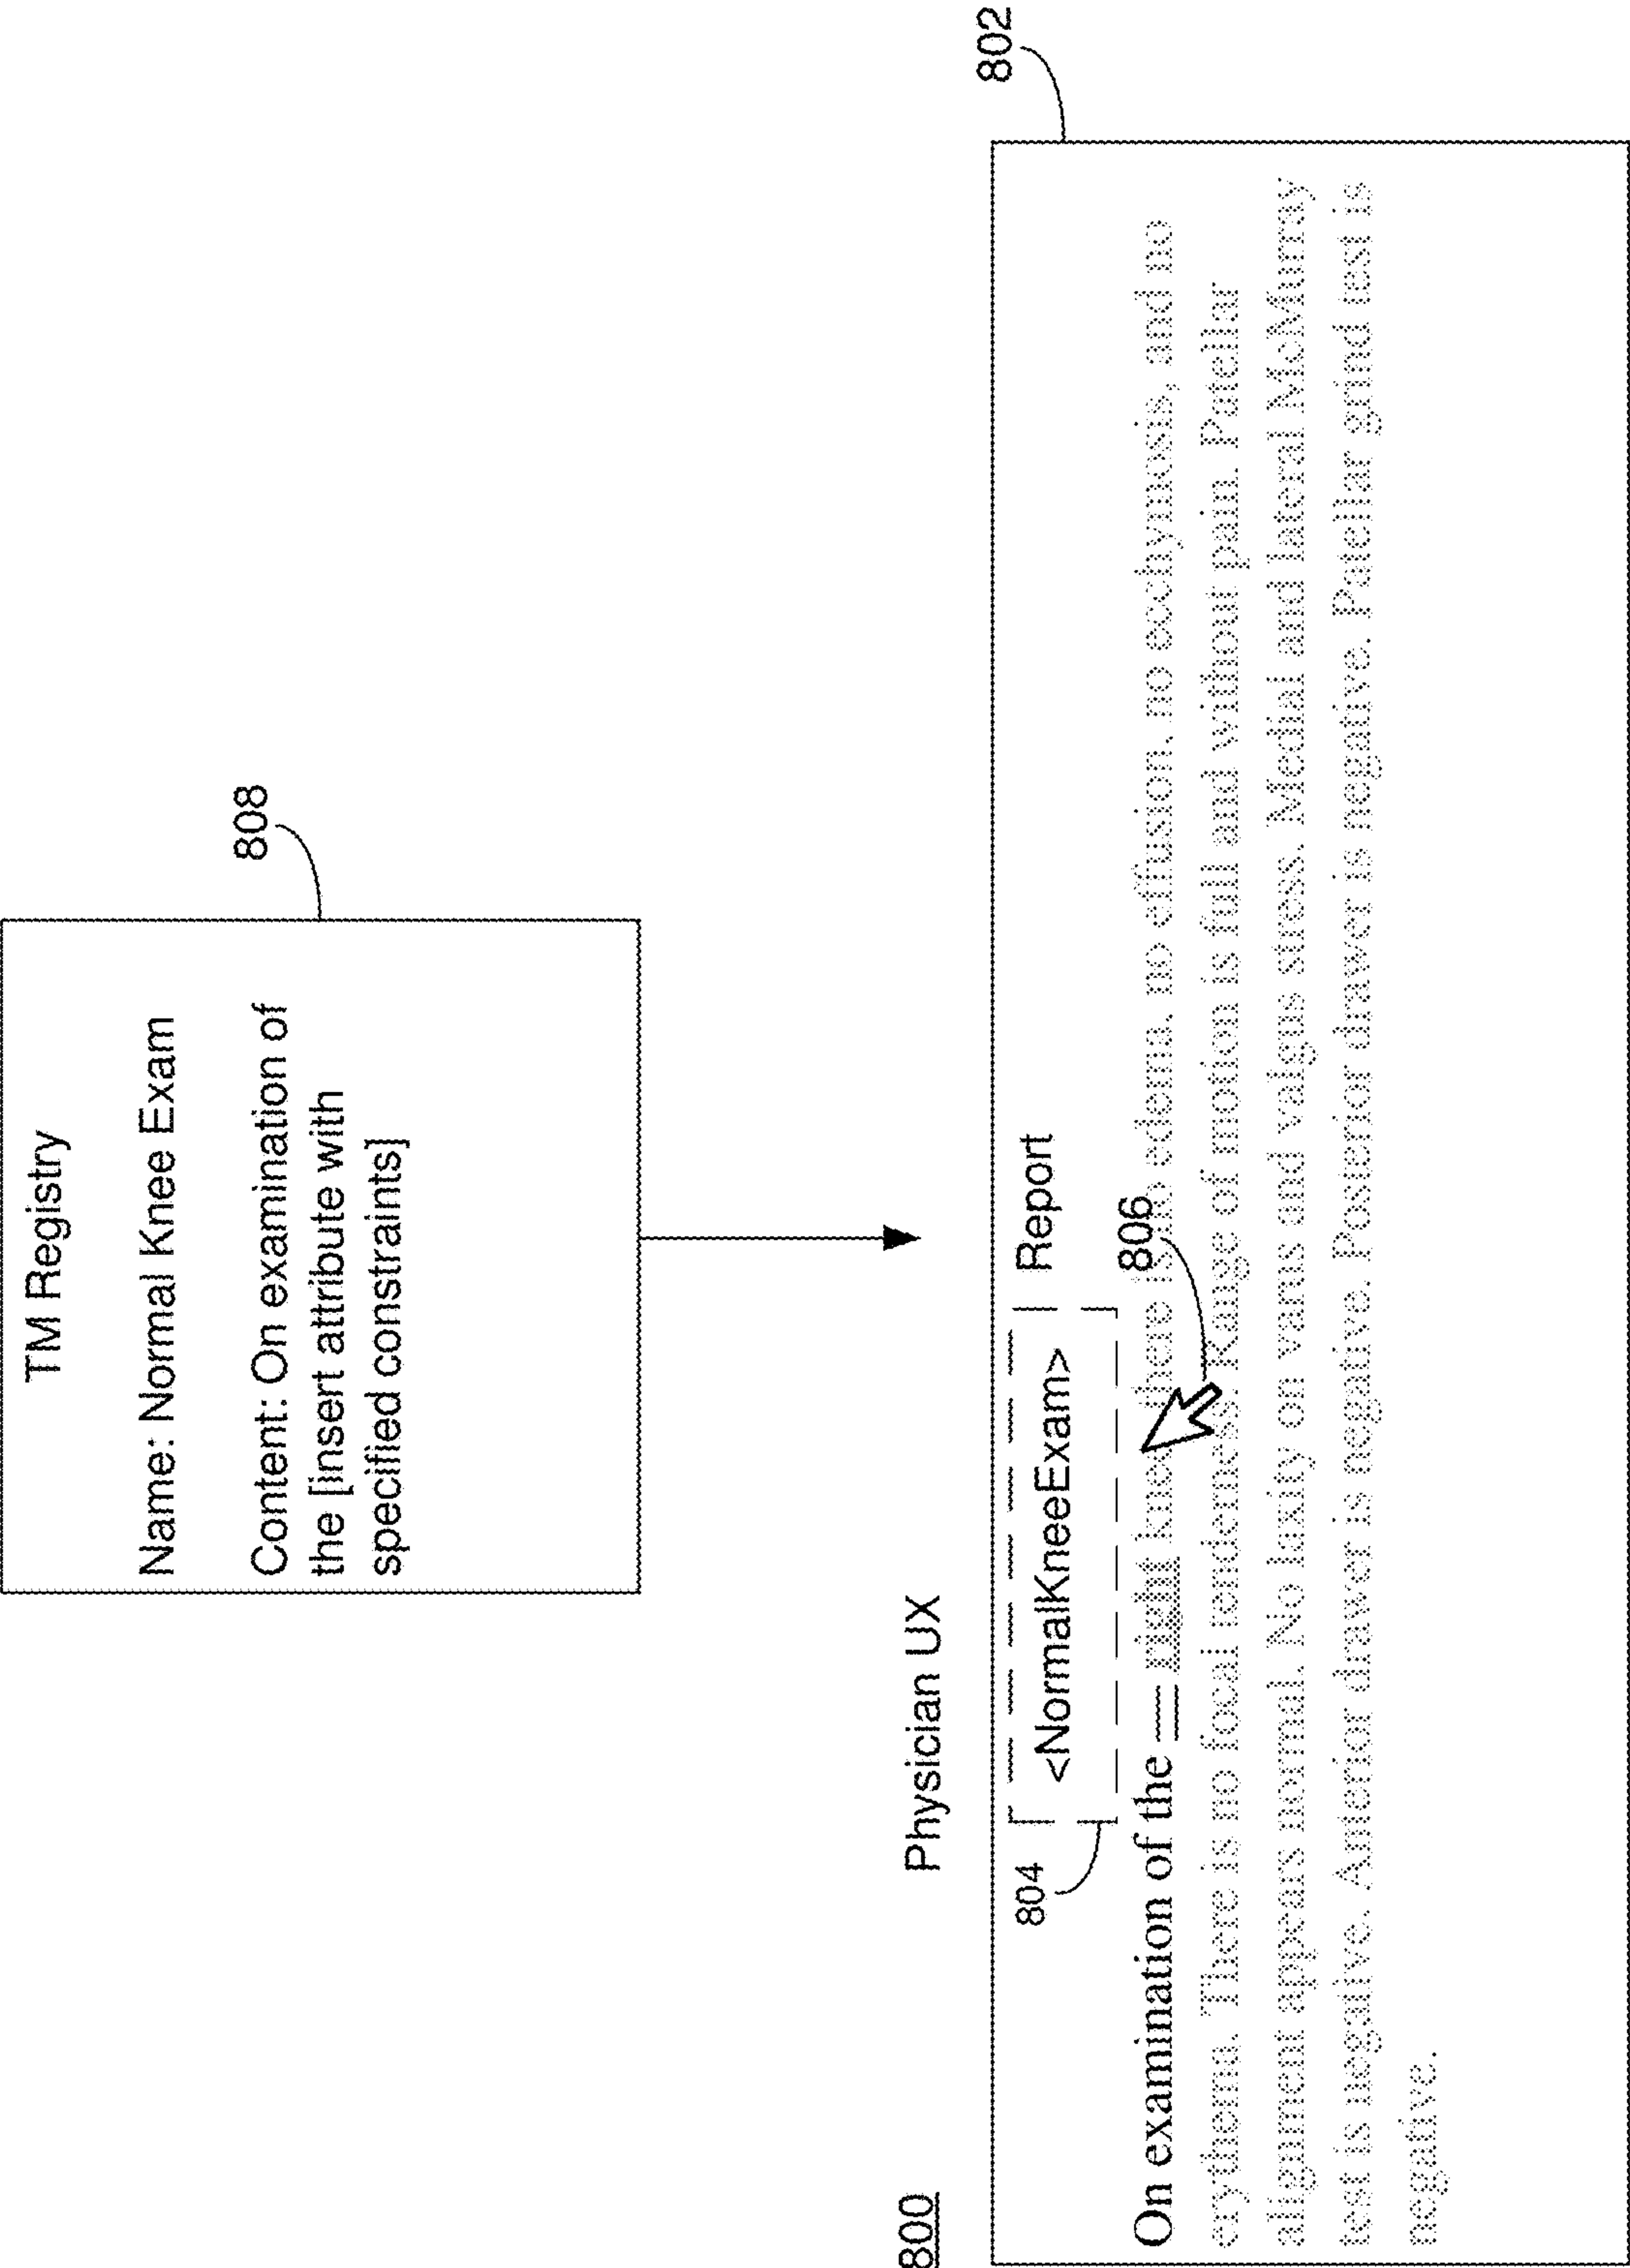 TM Registry
Name: Normal Knee Exam
Content: On examination of
the [insert attribute with
specified constraints]
808
Physician UX
800
802
804
<NormalKneeExam>
Report
806
On examination of the __ right knee there is no edema. no effusion. no ecchymosis, and no
erythema. There is no focal tenderness. Range of motion is full and without pain. Patellar
alignment appears normal. No laxity on varus and valgus stress. Medial and lateral McMurray
test is negative. Anterior drawer is negative. Posterior drawer is negative. Patellar grind test is
negative.